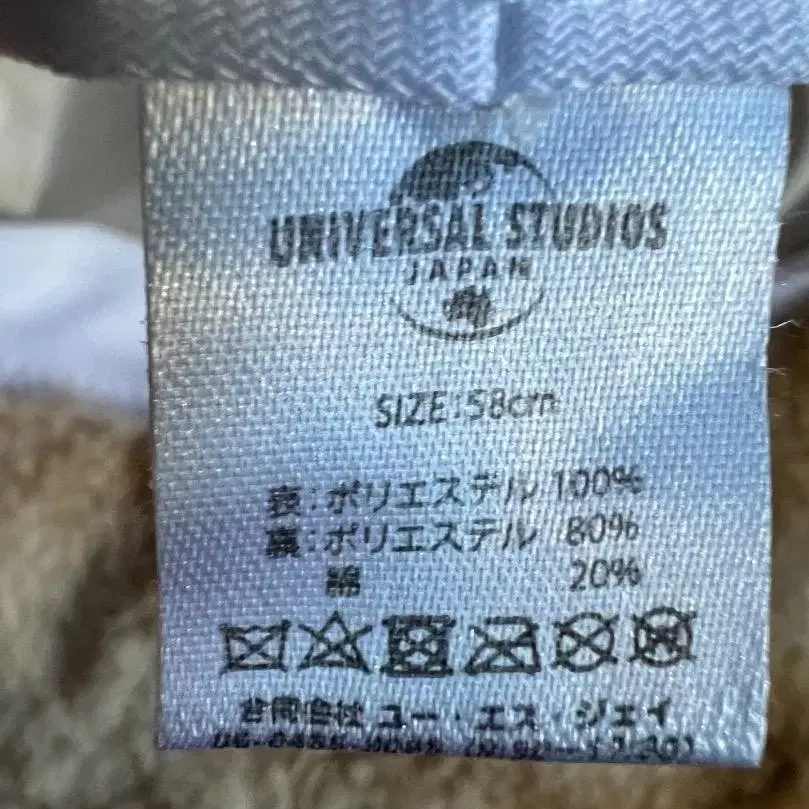 UNIVERSAL STUDIOS
JAPAN
SIZE:58cm
表:ポリエステル 100%
裏:ポリエステル 80%
綿 20%
合同会社 ユー・エス・ジェイ